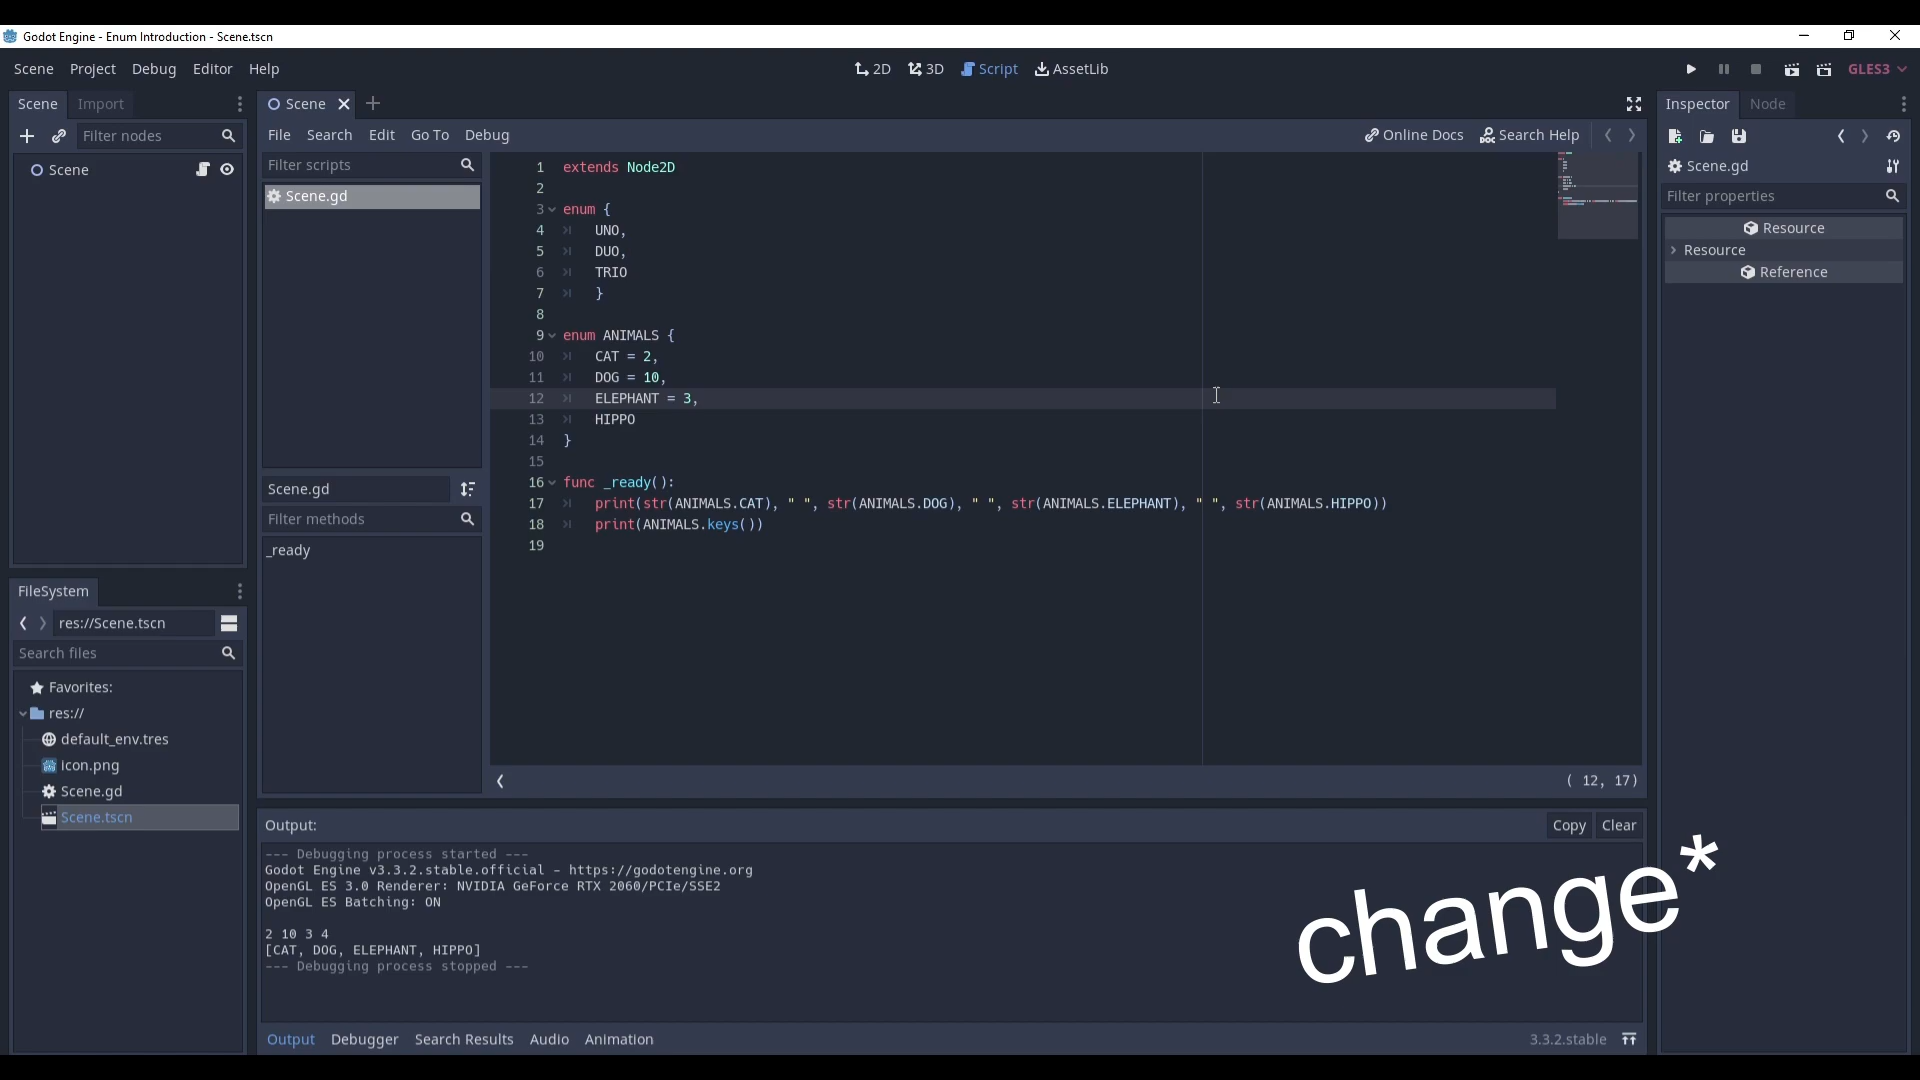 Godot Engine - Enum Introduction - Scene.tscn
Scene Project Debug Editor Help
2D 3D Script AssetLib
GLES3
Scene Import
Filter nodes
Scene
Scene
File Search Edit Go To Debug
Online Docs Search Help
Filter scripts
Scene.gd
Scene.gd
Filter methods
_ready
1 extends Node2D
2
3 enum {
4 UNO,
5 DUO,
6 TRIO
7 }
8
9 enum ANIMALS {
10 CAT = 2,
11 DOG = 10,
12 ELEPHANT = 3,
13 HIPPO
14 }
15
16 func _ready():
17 print(str(ANIMALS.CAT), " ", str(ANIMALS.DOG), " ", str(ANIMALS.ELEPHANT), " ", str(ANIMALS.HIPPO))
18 print(ANIMALS.keys())
19
( 12, 17)
Inspector Node
Scene.gd
Filter properties
Resource
Resource
Reference
FileSystem
res://Scene.tscn
Search files
Favorites:
res://
default_env.tres
icon.png
Scene.gd
Scene.tscn
Output:
Copy Clear
--- Debugging process started ---
Godot Engine v3.3.2.stable.official - https://godotengine.org
OpenGL ES 3.0 Renderer: NVIDIA GeForce RTX 2060/PCIe/SSE2
OpenGL ES Batching: ON
2 10 3 4
[CAT, DOG, ELEPHANT, HIPPO]
--- Debugging process stopped ---
change*
Output Debugger Search Results Audio Animation
3.3.2.stable